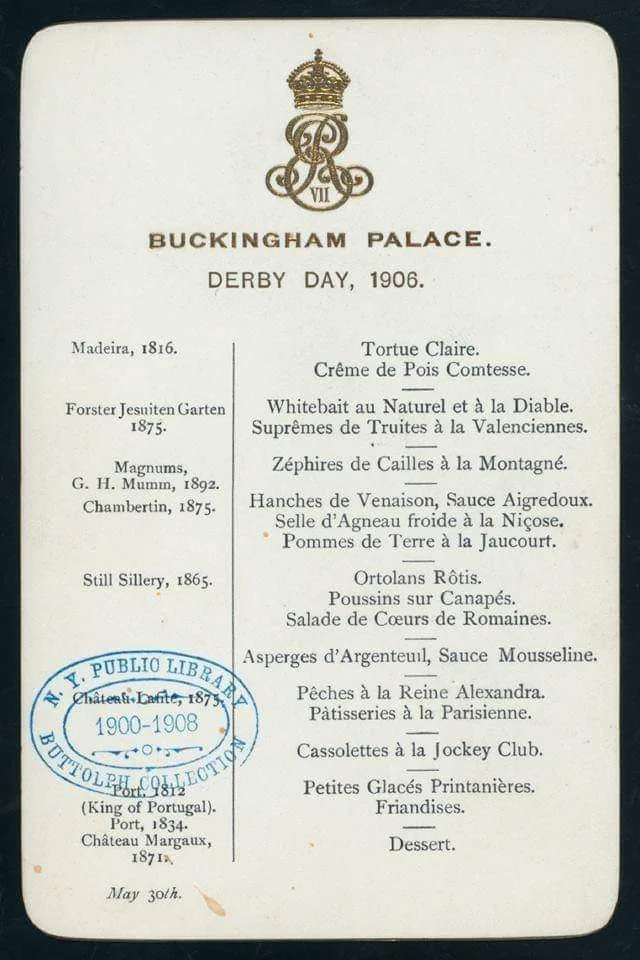 VII
BUCKINGHAM PALACE.
DERBY DAY, 1906.
Madeira, 1816.
Tortue Claire.
Crême de Pois Comtesse.
Forster Jesuiten Garten
1875.
Whitebait au Naturel et à la Diable.
Suprêmes de Truites à la Valenciennes.
Magnums,
G. H. Mumm, 1892.
Zéphires de Cailles à la Montagné.
Chambertin, 1875.
Hanches de Venaison, Sauce Aigredoux.
Selle d'Agneau froide à la Niçose.
Pommes de Terre à la Jaucourt.
Still Sillery, 1865.
Ortolans Rôtis.
Poussins sur Canapés.
Salade de Cœurs de Romaines.
Asperges d'Argenteuil, Sauce Mousseline.
N. Y. PUBLIC LIBRARY
Château Lafite, 1875.
1900-1908
BUTTOLPH COLLECTION
Pêches à la Reine Alexandra.
Pâtisseries à la Parisienne.
Cassolettes à la Jockey Club.
Port, 1812
(King of Portugal).
Port, 1834.
Château Margaux,
1871.
Petites Glacés Printanières.
Friandises.
Dessert.
May 30th.